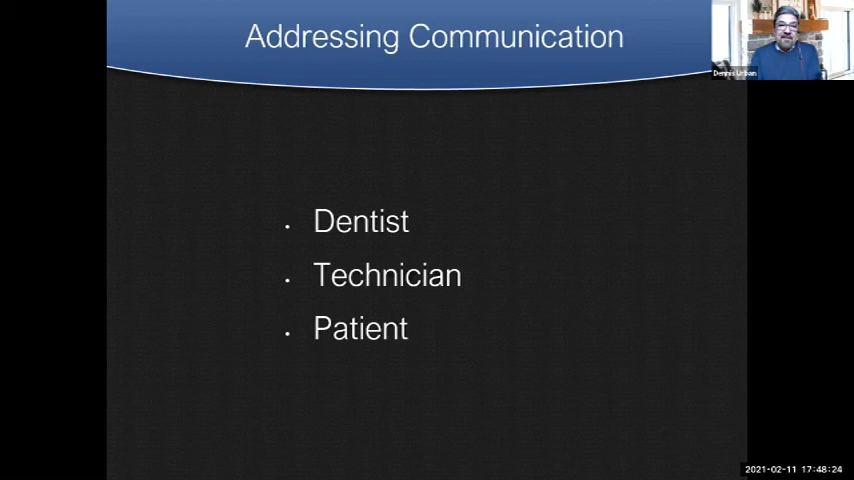 Addressing Communication
Dennis Urban
• Dentist
• Technician
• Patient
2021-02-11 17:48:24